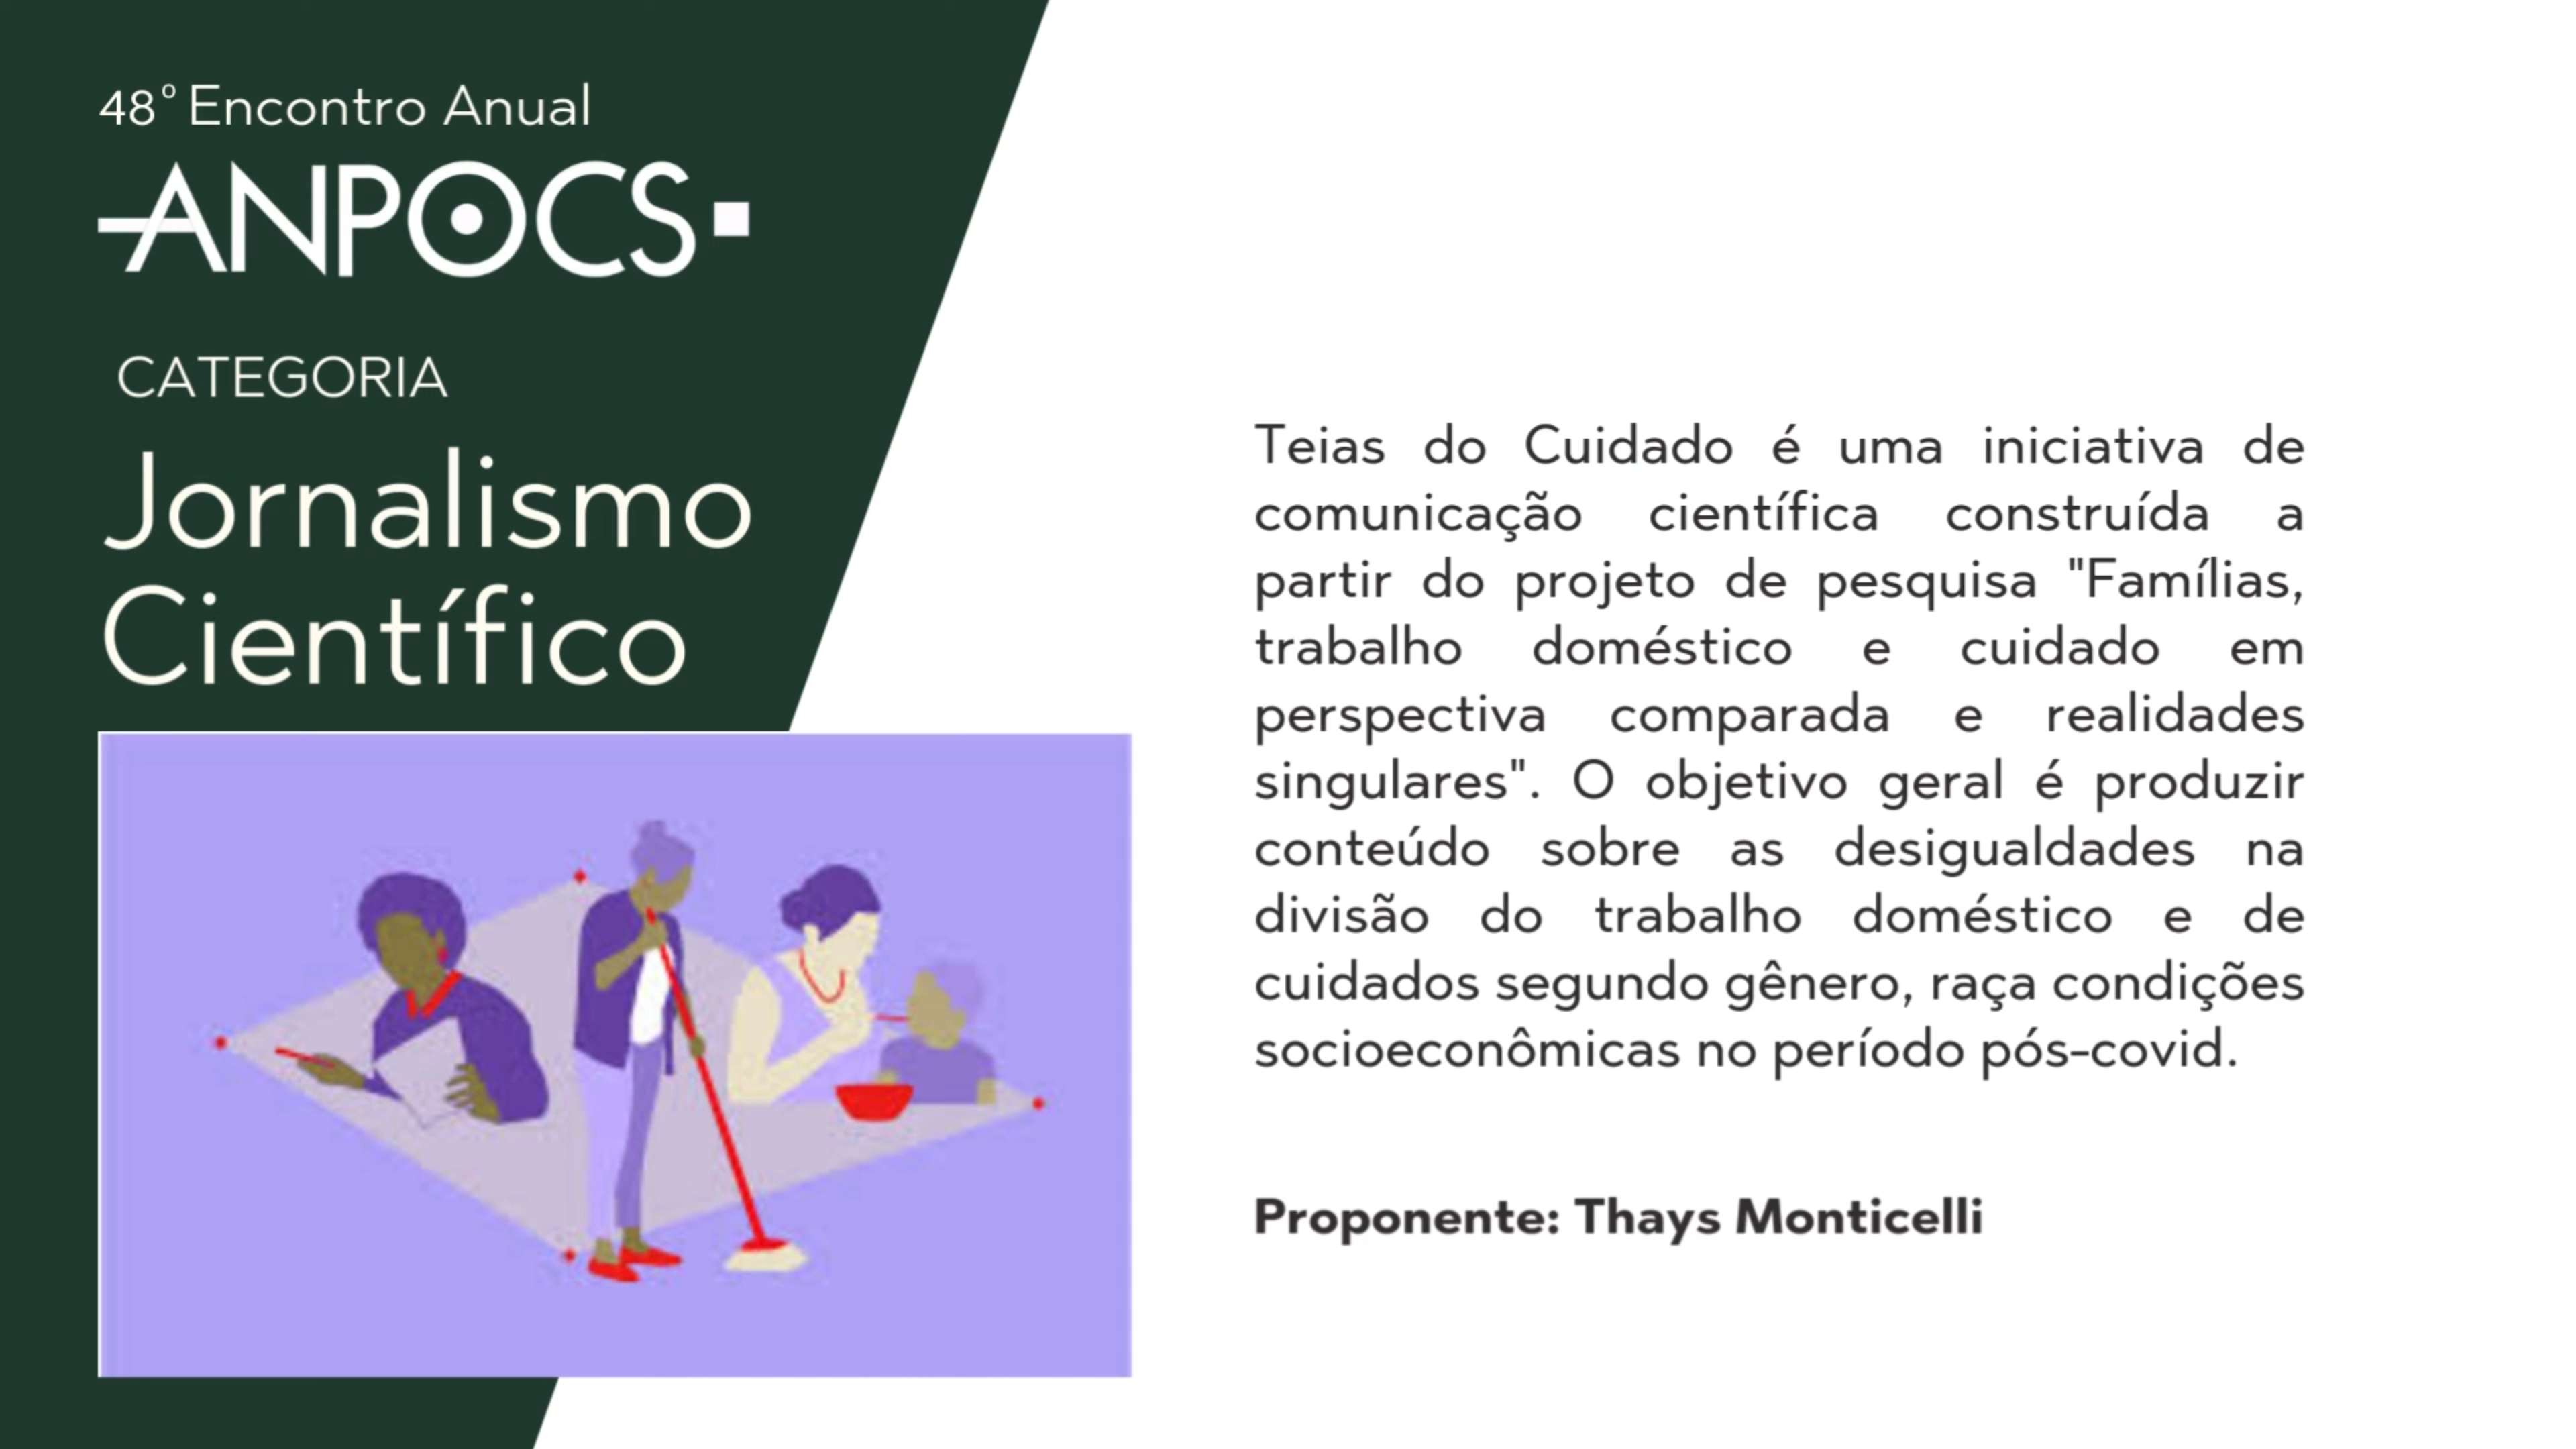 48º Encontro Anual
ANPOCS
CATEGORIA
Jornalismo
Científico
Teias do Cuidado é uma iniciativa de
comunicação científica construída a
partir do projeto de pesquisa "Famílias,
trabalho doméstico e cuidado em
perspectiva comparada e realidades
singulares". O objetivo geral é produzir
conteúdo sobre as desigualdades na
divisão do trabalho doméstico e de
cuidados segundo gênero, raça condições
socioeconômicas no período pós-covid.
Proponente: Thays Monticelli